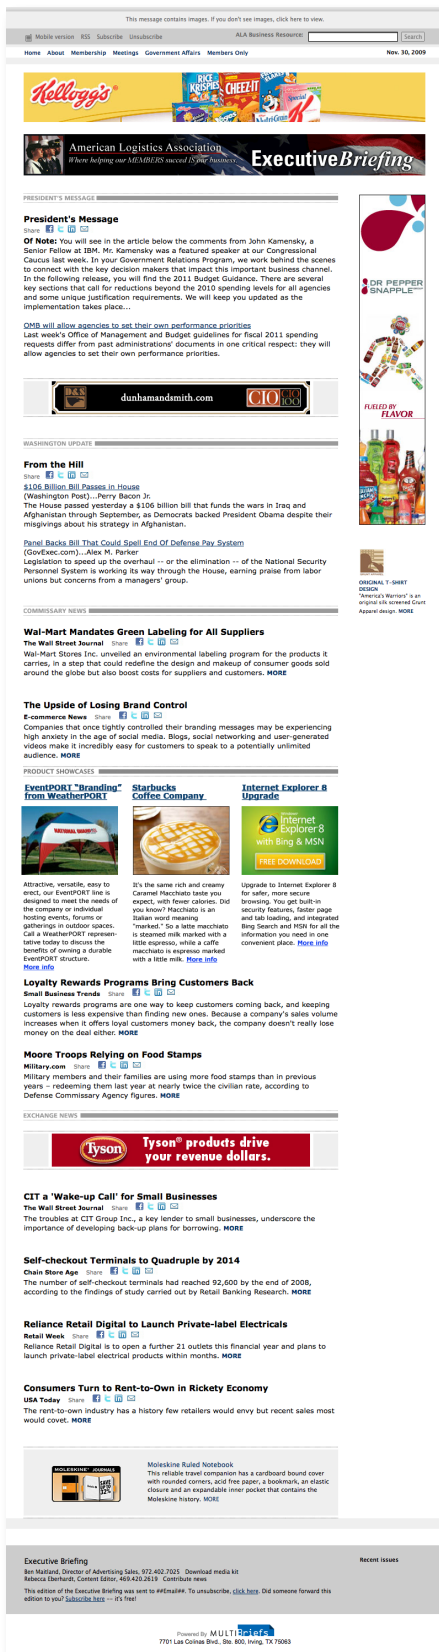 This message contains images. If you don't see images, click here to view.
Mobile version RSS Subscribe Unsubscribe
ALA Business Resource:
Search
Home About Membership Meetings Government Affairs Members Only
Nov. 30, 2009
Kellogg's
RICE KRISPIES
CHEEZ-IT
Special K
Nutri-Grain
American Logistics Association
Where helping our MEMBERS succeed IS our business.
ExecutiveBriefing
PRESIDENT'S MESSAGE
President's Message
Share
Of Note: You will see in the article below the comments from John Kamensky, a
Senior Fellow at IBM. Mr. Kamensky was a featured speaker at our Congressional
Caucus last week. In your Government Relations Program, we work behind the scenes
to connect with the key decision makers that impact this important business channel.
In the following release, you will find the 2011 Budget Guidance. There are several
key sections that call for reductions beyond the 2010 spending levels for all agencies
and some unique justification requirements. We will keep you updated as the
implementation takes place...
OMB will allow agencies to set their own performance priorities
Last week's Office of Management and Budget guidelines for fiscal 2011 spending
requests differ from past administrations' documents in one critical respect: they will
allow agencies to set their own performance priorities.
DR PEPPER
SNAPPLE
FUELED BY
FLAVOR
D&S
dunhamandsmith.com
CIO
CIO
100
WASHINGTON UPDATE
From the Hill
Share
$106 Billion Bill Passes in House
(Washington Post)...Perry Bacon Jr.
The House passed yesterday a $106 billion bill that funds the wars in Iraq and
Afghanistan through September, as Democrats backed President Obama despite their
misgivings about his strategy in Afghanistan.
Panel Backs Bill That Could Spell End Of Defense Pay System
(GovExec.com)...Alex M. Parker
Legislation to speed up the overhaul -- or the elimination -- of the National Security
Personnel System is working its way through the House, earning praise from labor
unions but concerns from a managers' group.
ORIGINAL T-SHIRT
DESIGN
"America's Warriors" is an
original silk screened Grunt
Apparel design. MORE
COMMISSARY NEWS
Wal-Mart Mandates Green Labeling for All Suppliers
The Wall Street Journal Share
Wal-Mart Stores Inc. unveiled an environmental labeling program for the products it
carries, in a step that could redefine the design and makeup of consumer goods sold
around the globe but also boost costs for suppliers and customers. MORE
The Upside of Losing Brand Control
E-commerce News Share
Companies that once tightly controlled their branding messages may be experiencing
high anxiety in the age of social media. Blogs, social networking and user-generated
videos make it incredibly easy for customers to speak to a potentially unlimited
audience. MORE
PRODUCT SHOWCASES
EventPORT "Branding"
from WeatherPORT
Attractive, versatile, easy to
erect, our EventPORT line is
designed to meet the needs of
the company or individual
hosting events, forums or
gatherings in outdoor spaces.
Call a WeatherPORT represen-
tative today to discuss the
benefits of owning a durable
EventPORT structure.
More info
Starbucks
Coffee Company
It's the same rich and creamy
Caramel Macchiato taste you
expect, with fewer calories. Did
you know? Macchiato is an
Italian word meaning
"marked." So a latte macchiato
is steamed milk marked with a
little espresso, while a caffe
macchiato is espresso marked
with a little milk. More info
Internet Explorer 8
Upgrade
Internet
Explorer 8
with Bing & MSN
FREE DOWNLOAD
Upgrade to Internet Explorer 8
for safer, more secure
browsing. You get built-in
security features, faster page
and tab loading, and integrated
Bing Search and MSN for all the
information you need in one
convenient place. More info
Loyalty Rewards Programs Bring Customers Back
Small Business Trends Share
Loyalty rewards programs are one way to keep customers coming back, and keeping
customers is less expensive than finding new ones. Because a company's sales volume
increases when it offers loyal customers money back, the company doesn't really lose
money on the deal either. MORE
Moore Troops Relying on Food Stamps
Military.com Share
Military members and their families are using more food stamps than in previous
years – redeeming them last year at nearly twice the civilian rate, according to
Defense Commissary Agency figures. MORE
EXCHANGE NEWS
Tyson
Tyson® products drive
your revenue dollars.
CIT a 'Wake-up Call' for Small Businesses
The Wall Street Journal Share
The troubles at CIT Group Inc., a key lender to small businesses, underscore the
importance of developing back-up plans for borrowing. MORE
Self-checkout Terminals to Quadruple by 2014
Chain Store Age Share
The number of self-checkout terminals had reached 92,600 by the end of 2008,
according to the findings of study carried out by Retail Banking Research. MORE
Reliance Retail Digital to Launch Private-label Electricals
Retail Week Share
Reliance Retail Digital is to open a further 21 outlets this financial year and plans to
launch private-label electrical products within months. MORE
Consumers Turn to Rent-to-Own in Rickety Economy
USA Today Share
The rent-to-own industry has a history few retailers would envy but recent sales most
would covet. MORE
MOLESKINE® JOURNALS
SAVE
UP TO
32%
Moleskine Ruled Notebook
This reliable travel companion has a cardboard bound cover
with rounded corners, acid free paper, a bookmark, an elastic
closure and an expandable inner pocket that contains the
Moleskine history. MORE
Executive Briefing
Ben Maitland, Director of Advertising Sales, 972.402.7025 Download media kit
Rebecca Eberhardt, Content Editor, 469.420.2619 Contribute news
This edition of the Executive Briefing was sent to ##Email##. To unsubscribe, click here. Did someone forward this
edition to you? Subscribe here -- it's free!
Recent issues
Powered By MULTIBriefs
7701 Las Colinas Blvd., Ste. 800, Irving, TX 75063